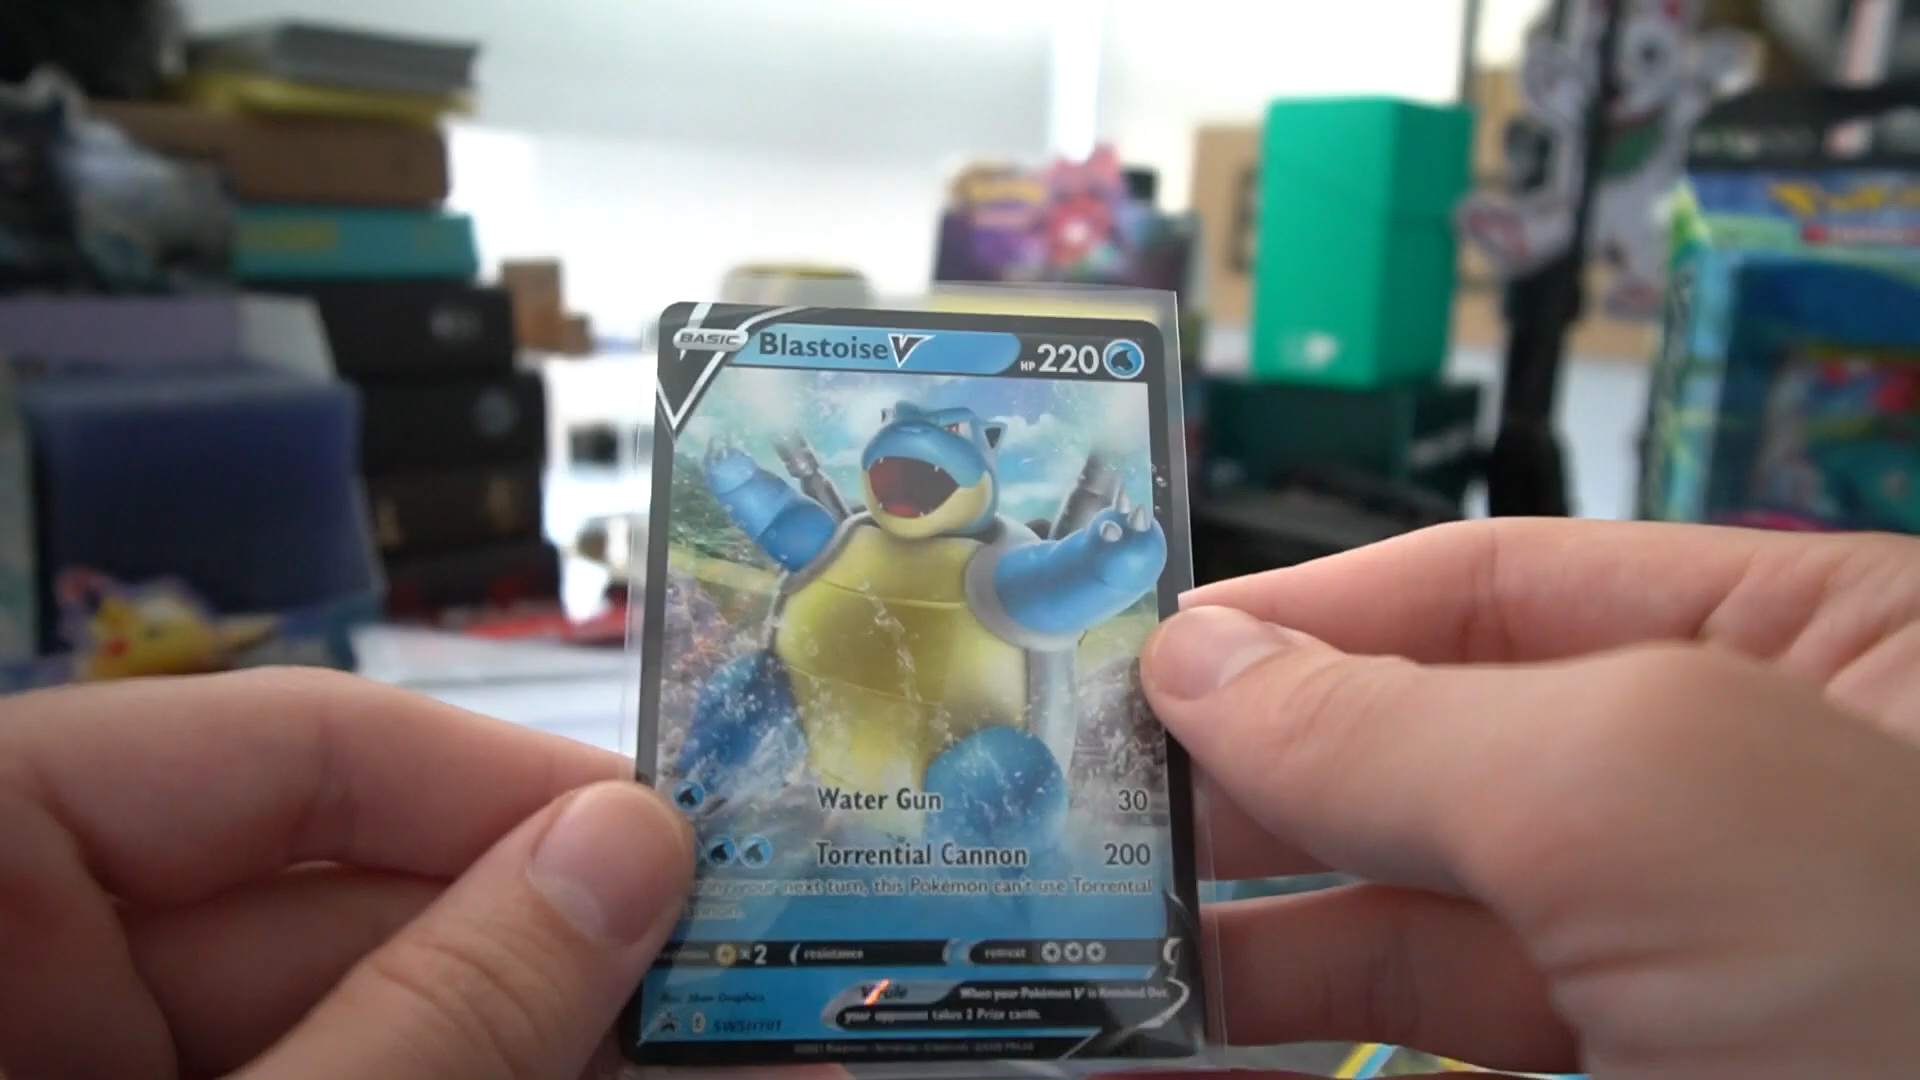 BASIC Blastoise V HP 220
Water Gun 30
Torrential Cannon 200
your next turn, this Pokémon can't use Torrential
×2 resistance retreat
V rule When your Pokémon V is Knocked Out,
your opponent takes 2 Prize cards.